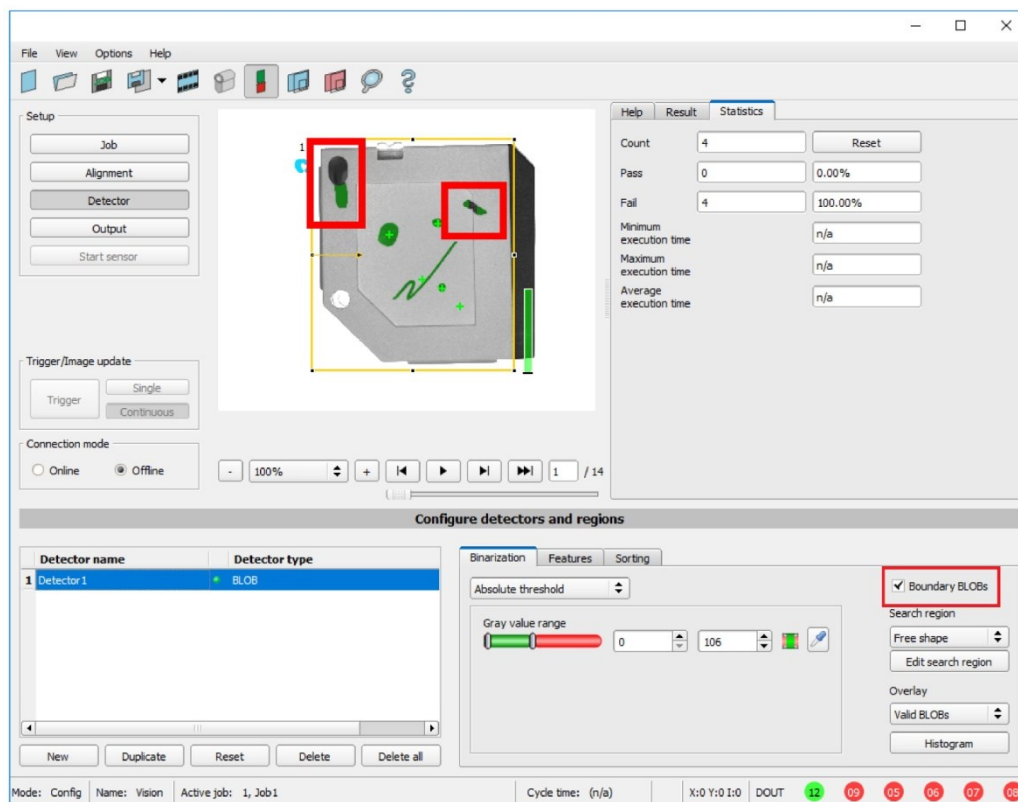 File View Options Help
Setup
Job
Alignment
Detector
Output
Start sensor
Trigger/Image update
Trigger
Single
Continuous
Connection mode
Online Offline
1
- 100% + 1 / 14
Help Result Statistics
Count 4 Reset
Pass 0 0.00%
Fail 4 100.00%
Minimum
execution time n/a
Maximum
execution time n/a
Average
execution time n/a
Configure detectors and regions
Detector name Detector type
1 Detector1 BLOB
New Duplicate Reset Delete Delete all
Binarization Features Sorting
Absolute threshold
Gray value range
0 106
Boundary BLOBs
Search region
Free shape
Edit search region
Overlay
Valid BLOBs
Histogram
Mode: Config Name: Vision Active job: 1, Job1 Cycle time: (n/a) X:0 Y:0 I:0 DOUT 12 09 05 06 07 08